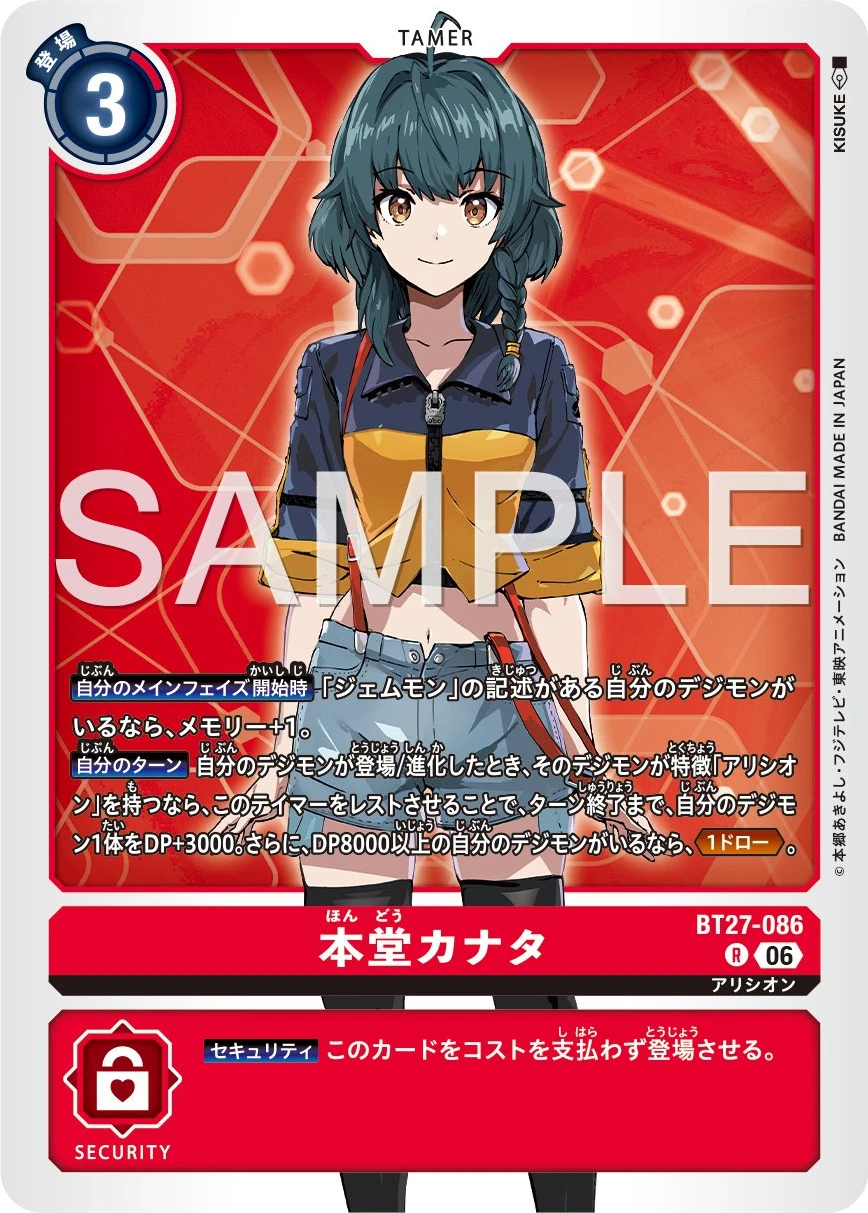 TAMER
登場
3
KISUKE
BANDAI MADE IN JAPAN
©本郷あきよし・フジテレビ・東映アニメーション
SAMPLE
自分のメインフェイズ開始時 「ジェムモン」の記述がある自分のデジモンが
いるなら、メモリー+1。
自分のターン 自分のデジモンが登場/進化したとき、そのデジモンが特徴「アリシオ
ン」を持つなら、このテイマーをレストさせることで、ターン終了まで、自分のデジモ
ン1体をDP+3000。さらに、DP8000以上の自分のデジモンがいるなら、1ドロー。
ほん どう
本堂カナタ
BT27-086
R 06
アリシオン
セキュリティ このカードをコストを支払わず登場させる。
SECURITY